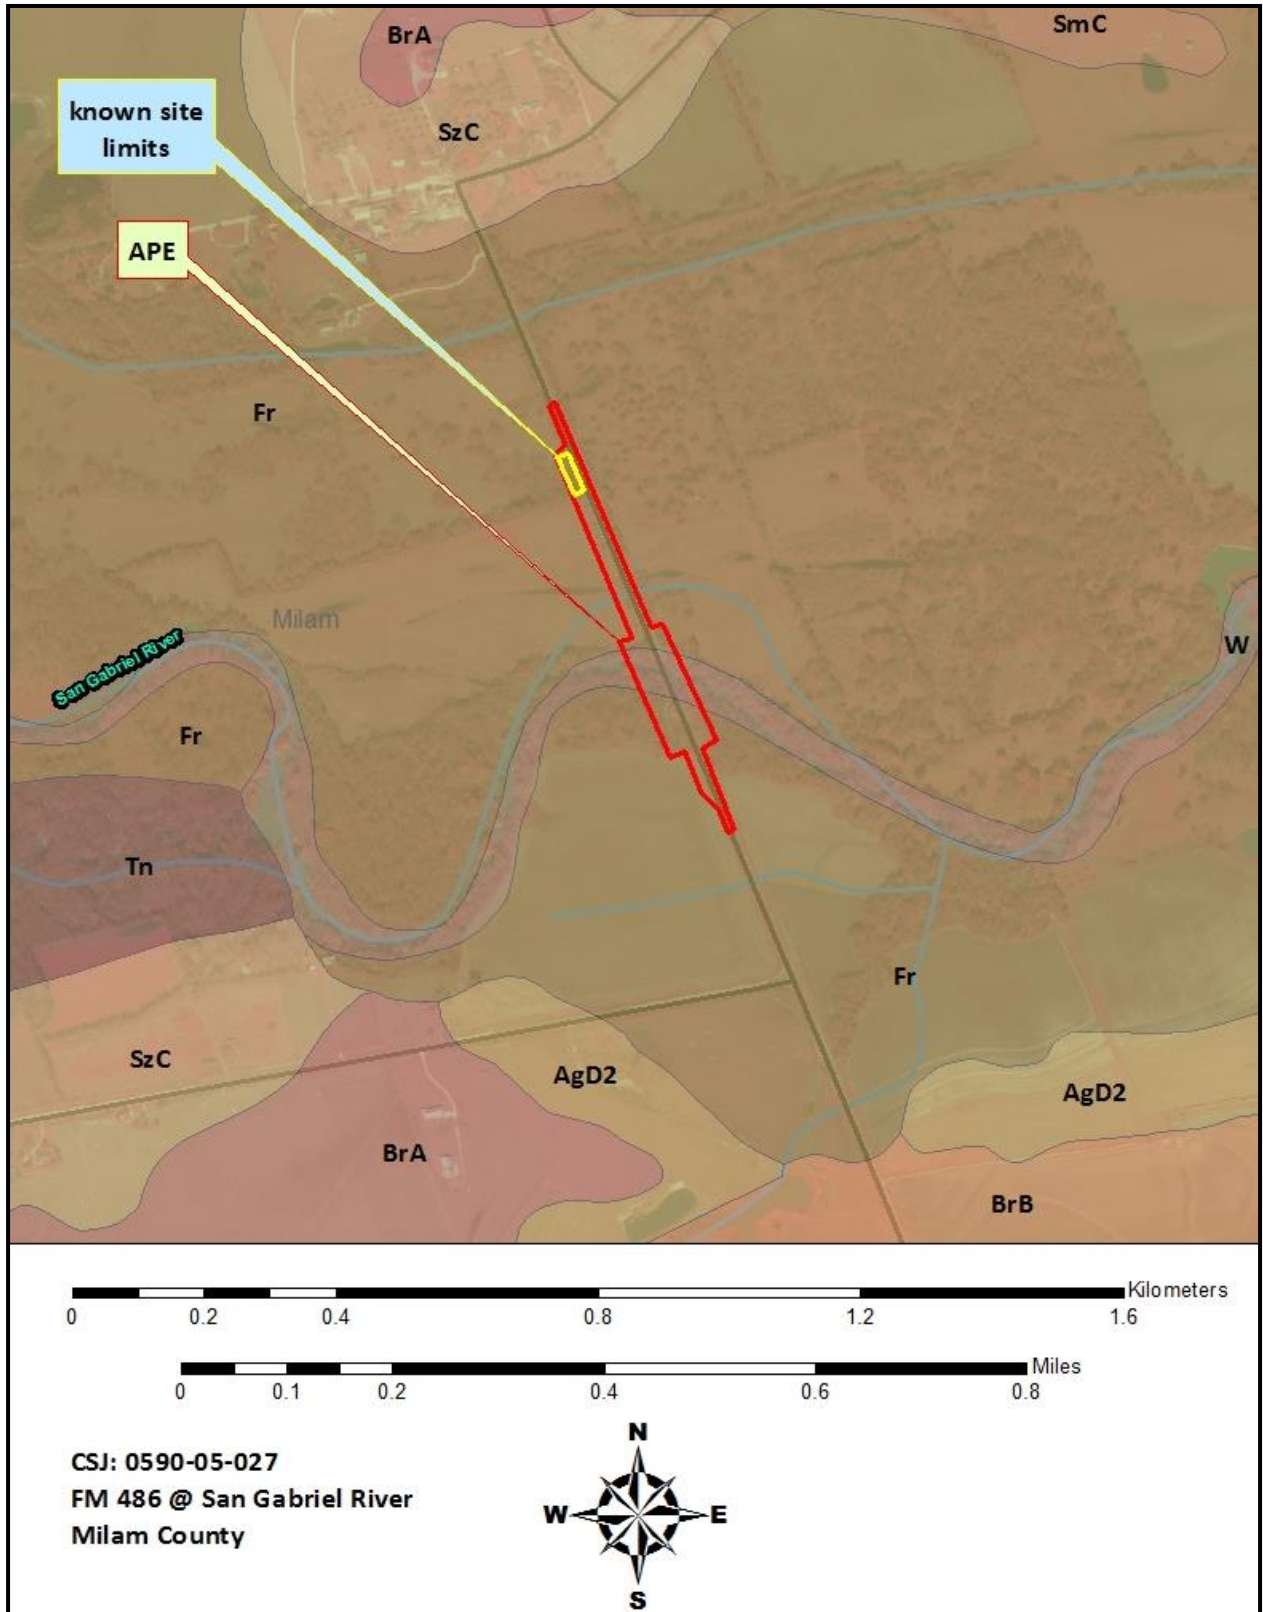 BrA
SmC
known site
limits
SzC
APE
Fr
Milam
San Gabriel River
W
Fr
Tn
Fr
SzC
AgD2
AgD2
BrA
BrB
Kilometers
0 0.2 0.4 0.8 1.2 1.6
Miles
0 0.1 0.2 0.4 0.6 0.8
CSJ: 0590-05-027
FM 486 @ San Gabriel River
Milam County
N
W E
S